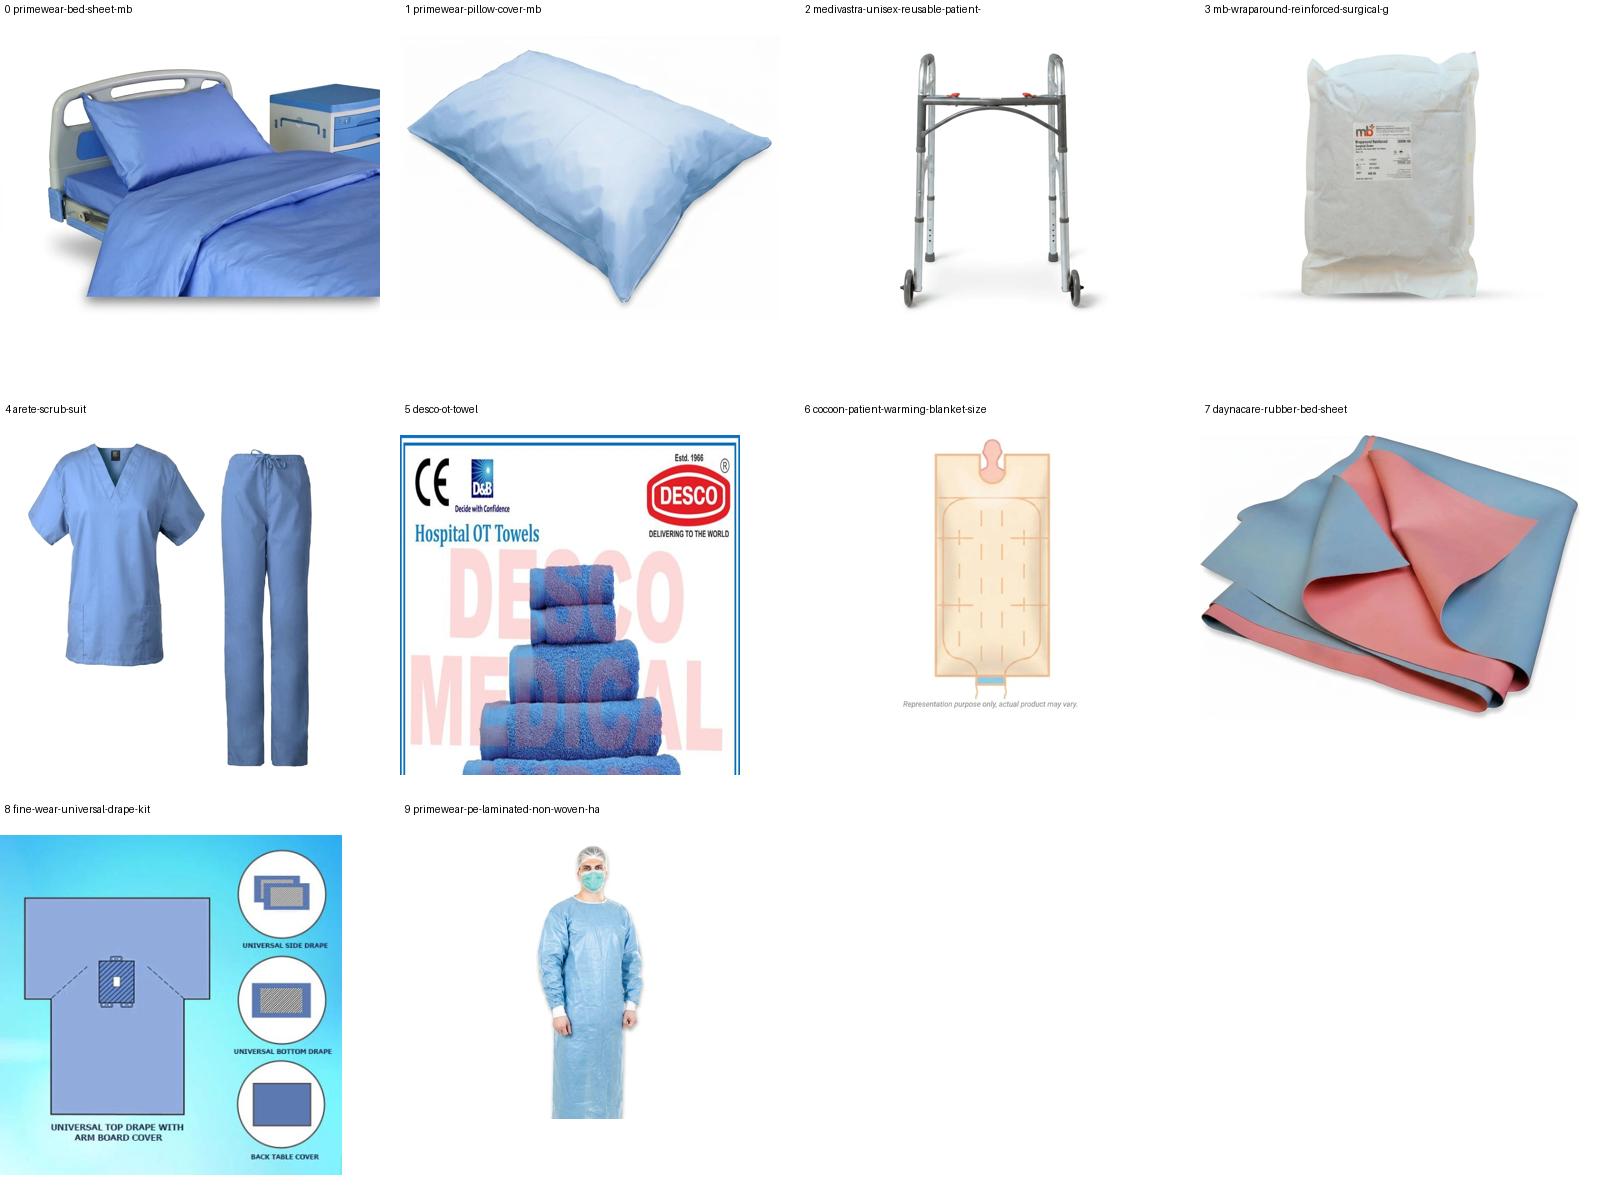 0 primewear-bed-sheet-mb
1 primewear-pillow-cover-mb
2 medivastra-unisex-reusable-patient-
3 mb-wraparound-reinforced-surgical-g
mb
Wraparound Reinforced
Surgical Gown
4 arete-scrub-suit
5 desco-ot-towel
6 cocoon-patient-warming-blanket-size
7 daynacare-rubber-bed-sheet
CE
D&B
Decide with Confidence
Estd. 1966
®
DESCO
DELIVERING TO THE WORLD
Hospital OT Towels
DESCO
MEDICAL
Representation purpose only, actual product may vary.
8 fine-wear-universal-drape-kit
9 primewear-pe-laminated-non-woven-ha
UNIVERSAL SIDE DRAPE
UNIVERSAL BOTTOM DRAPE
UNIVERSAL TOP DRAPE WITH
ARM BOARD COVER
BACK TABLE COVER